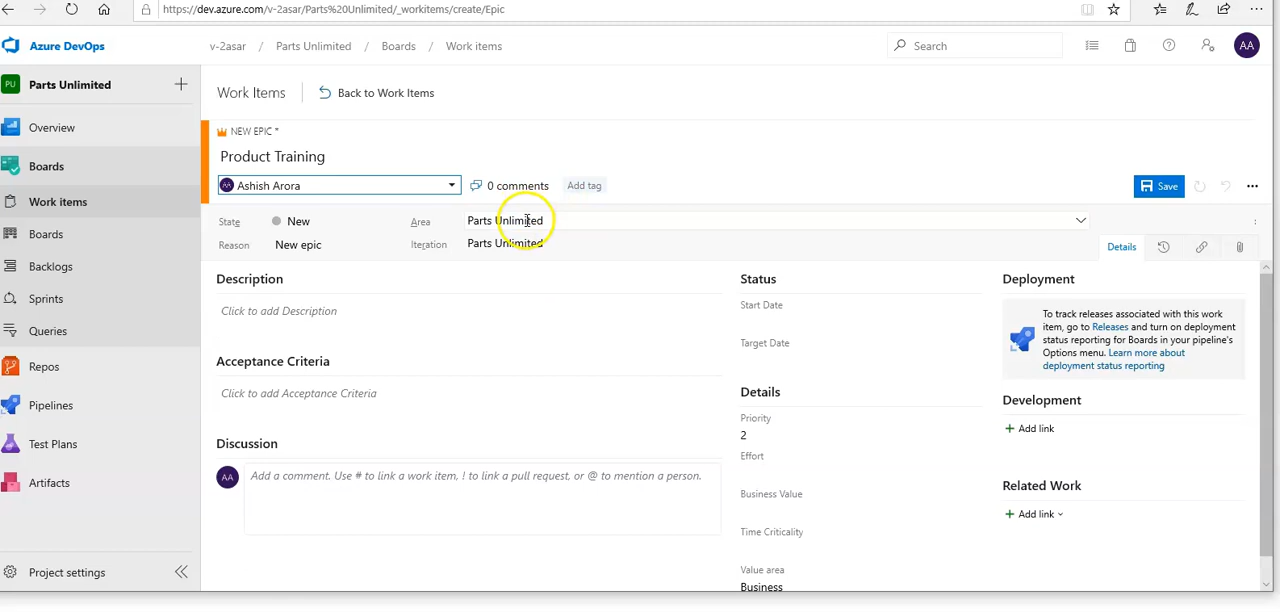 https://dev.azure.com/v-2asar/Parts%20Unlimited/_workitems/create/Epic
Azure DevOps
v-2asar / Parts Unlimited / Boards / Work items
Search
AA
PU Parts Unlimited
Work Items
Back to Work Items
Overview
NEW EPIC *
Product Training
Boards
AA Ashish Arora
0 comments
Add tag
Save
Work items
State New
Area Parts Unlimited
Boards
Reason New epic
Iteration Parts Unlimited
Details
Backlogs
Sprints
Queries
Repos
Pipelines
Test Plans
Artifacts
Project settings
Description
Click to add Description
Acceptance Criteria
Click to add Acceptance Criteria
Discussion
AA
Add a comment. Use # to link a work item, ! to link a pull request, or @ to mention a person.
Status
Start Date
Target Date
Details
Priority
2
Effort
Business Value
Time Criticality
Value area
Business
Deployment
To track releases associated with this work
item, go to Releases and turn on deployment
status reporting for Boards in your pipeline's
Options menu. Learn more about
deployment status reporting
Development
+ Add link
Related Work
+ Add link